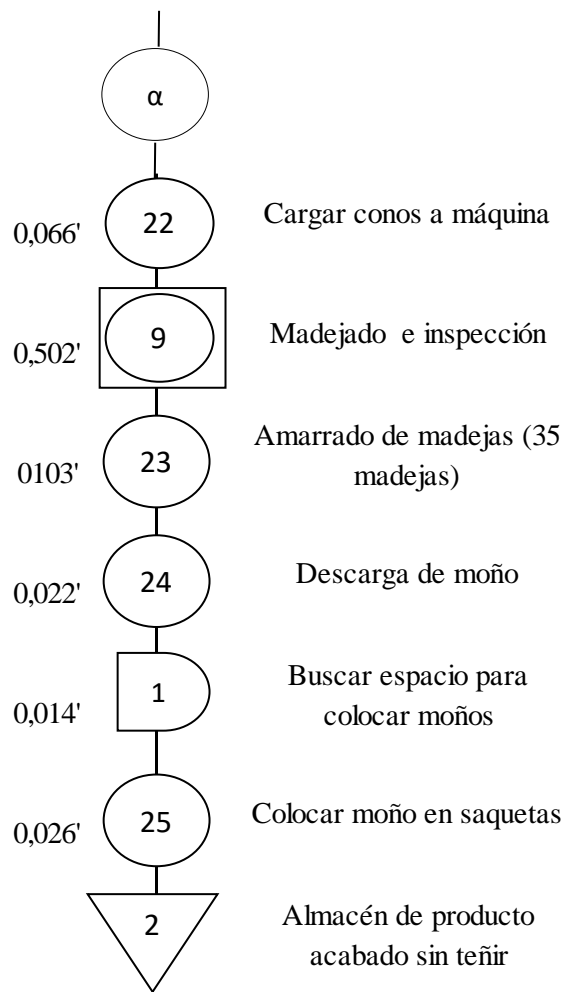 α
0,066'
22
Cargar conos a máquina
0,502'
9
Madejado e inspección
0103'
23
Amarrado de madejas (35
madejas)
0,022'
24
Descarga de moño
0,014'
1
Buscar espacio para
colocar moños
0,026'
25
Colocar moño en saquetas
2
Almacén de producto
acabado sin teñir